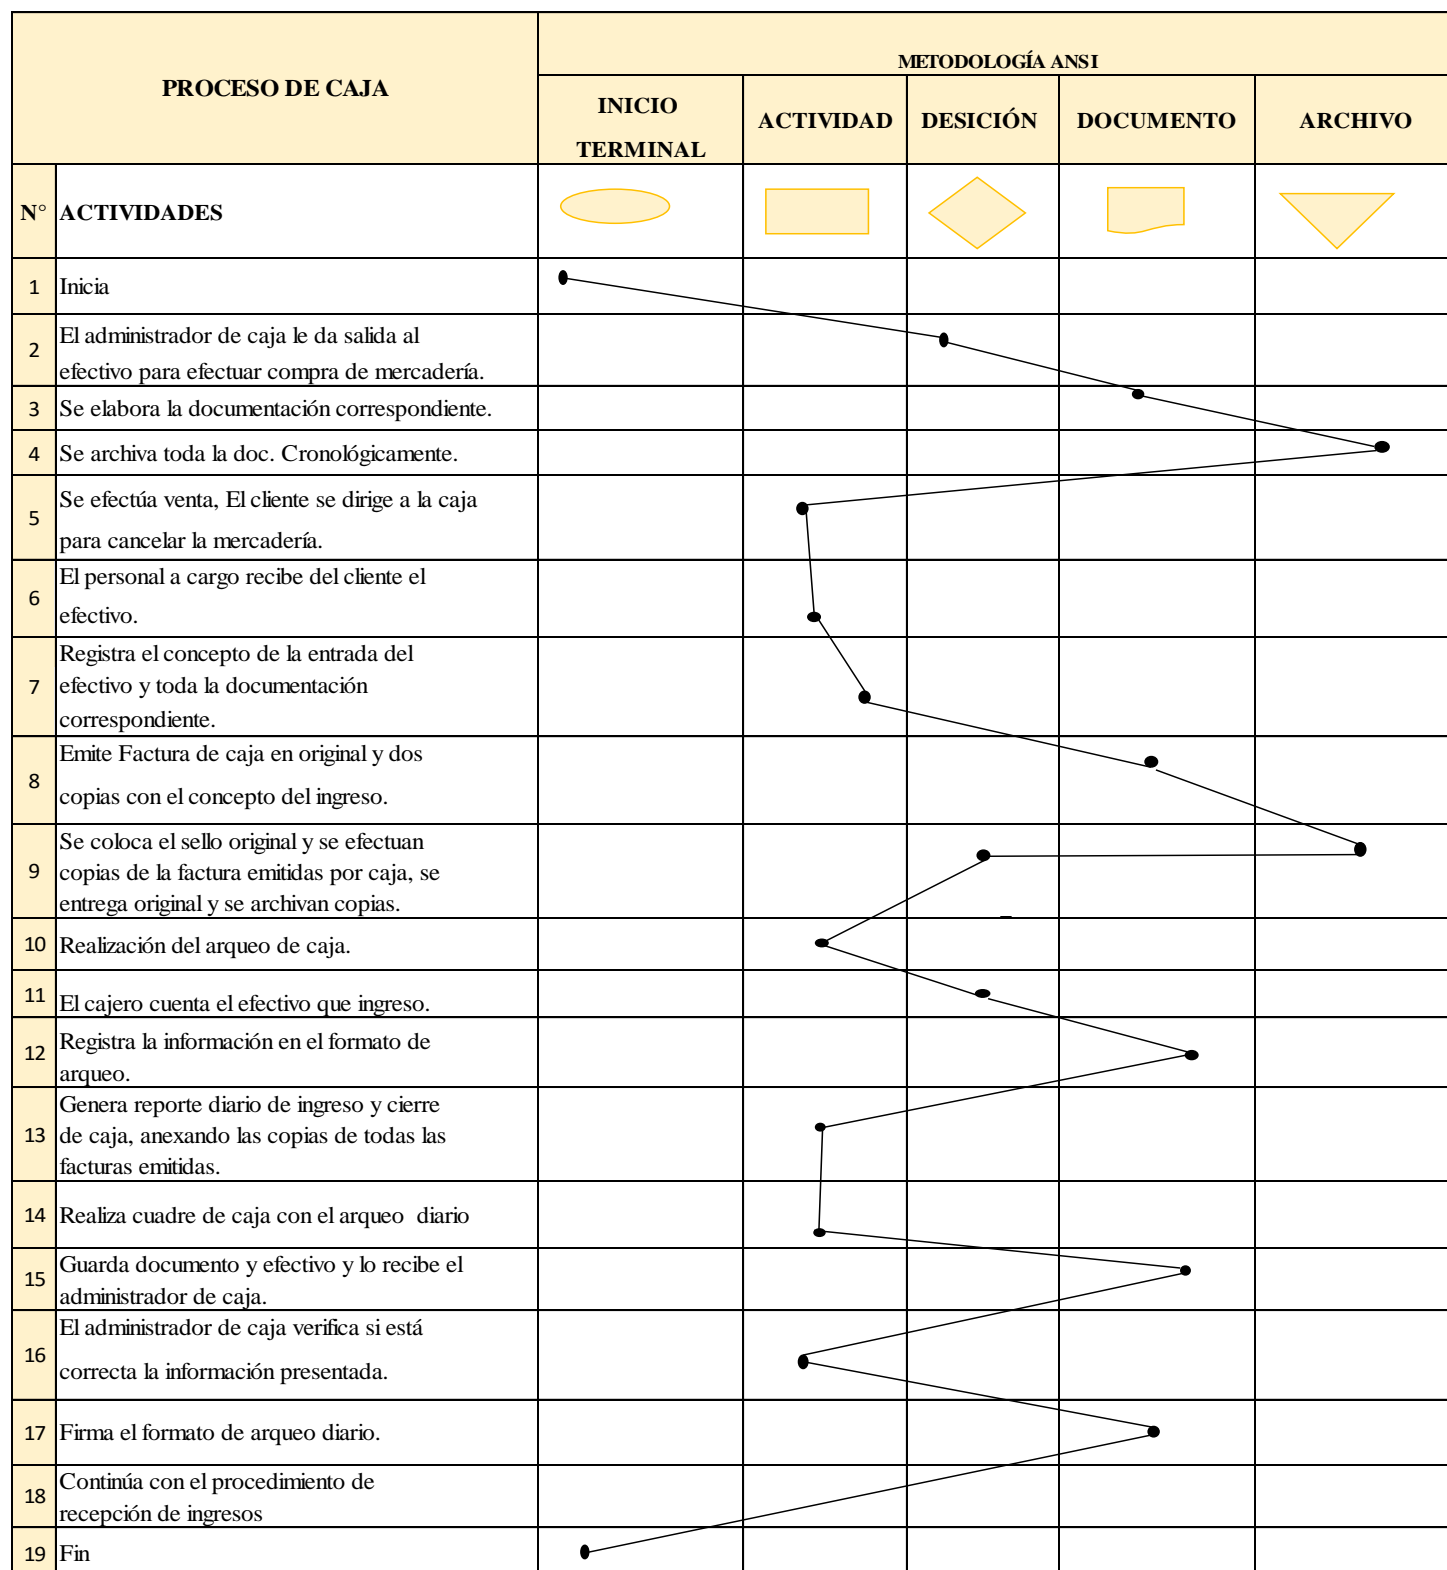 PROCESO DE CAJA
METODOLOGÍA ANSI
INICIO
TERMINAL
ACTIVIDAD
DESICIÓN
DOCUMENTO
ARCHIVO
N° ACTIVIDADES
1 Inicia
2 El administrador de caja le da salida al
efectivo para efectuar compra de mercadería.
3 Se elabora la documentación correspondiente.
4 Se archiva toda la doc. Cronológicamente.
5 Se efectúa venta, El cliente se dirige a la caja
para cancelar la mercadería.
6 El personal a cargo recibe del cliente el
efectivo.
7 Registra el concepto de la entrada del
efectivo y toda la documentación
correspondiente.
8 Emite Factura de caja en original y dos
copias con el concepto del ingreso.
9 Se coloca el sello original y se efectuan
copias de la factura emitidas por caja, se
entrega original y se archivan copias.
10 Realización del arqueo de caja.
11 El cajero cuenta el efectivo que ingreso.
12 Registra la información en el formato de
arqueo.
13 Genera reporte diario de ingreso y cierre
de caja, anexando las copias de todas las
facturas emitidas.
14 Realiza cuadre de caja con el arqueo diario
15 Guarda documento y efectivo y lo recibe el
administrador de caja.
16 El administrador de caja verifica si está
correcta la información presentada.
17 Firma el formato de arqueo diario.
18 Continúa con el procedimiento de
recepción de ingresos
19 Fin